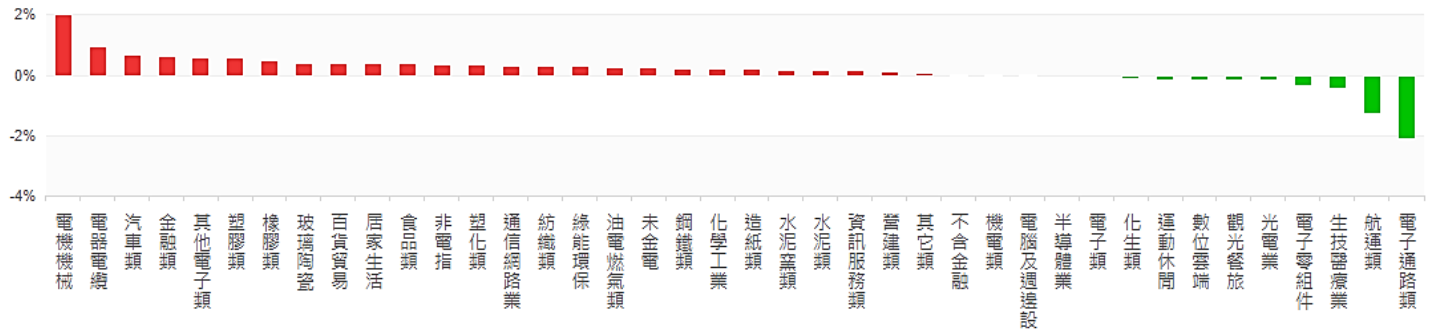 2%
0%
-2%
-4%
電機機械
電器電纜
汽車類
金融類
其他電子類
塑膠類
橡膠類
玻璃陶瓷
百貨貿易
居家生活
食品類
非電指
塑化類
通信網路業
紡織類
綠能環保
油電燃氣類
未金電
鋼鐵類
化學工業
造紙類
水泥窯類
水泥類
資訊服務類
營建類
其它類
不含金融
機電類
電腦及週邊設
半導體業
電子類
化生類
運動休閒
數位雲端
觀光餐旅
光電業
電子零組件
生技醫療業
航運類
電子通路類